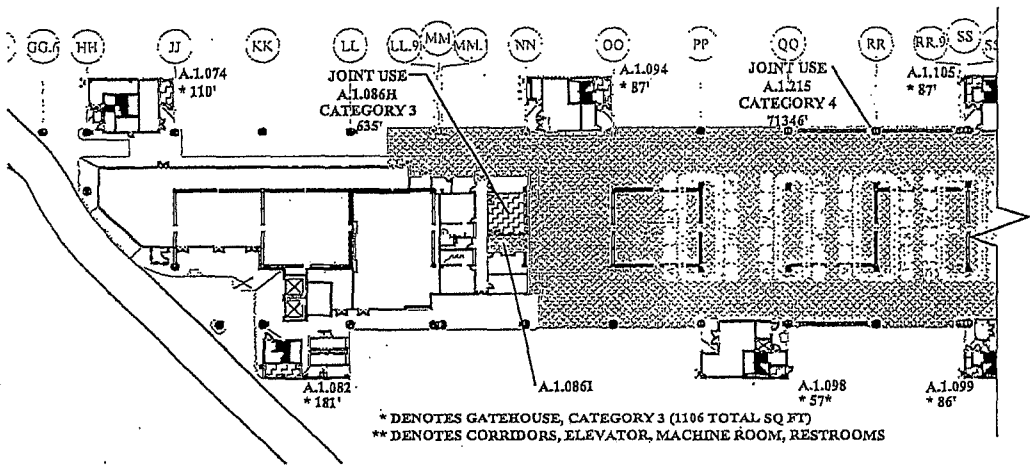 GG.
HH
JJ
KK
LL
LL.9
MM
MM.
NN
OO
PP
QQ
RR
RR.9
SS
A.1.074
* 110'
JOINT USE
A.1.086H
CATEGORY 3
635'
A.1.094
* 87'
JOINT USE
A.1.215
CATEGORY 4
71346'
A.1.105
* 87'
A.1.082
* 181'
A.1.086I
A.1.098
* 57*
A.1.099
* 86'
* DENOTES GATEHOUSE, CATEGORY 3 (1106 TOTAL SQ FT)
** DENOTES CORRIDORS, ELEVATOR, MACHINE ROOM, RESTROOMS